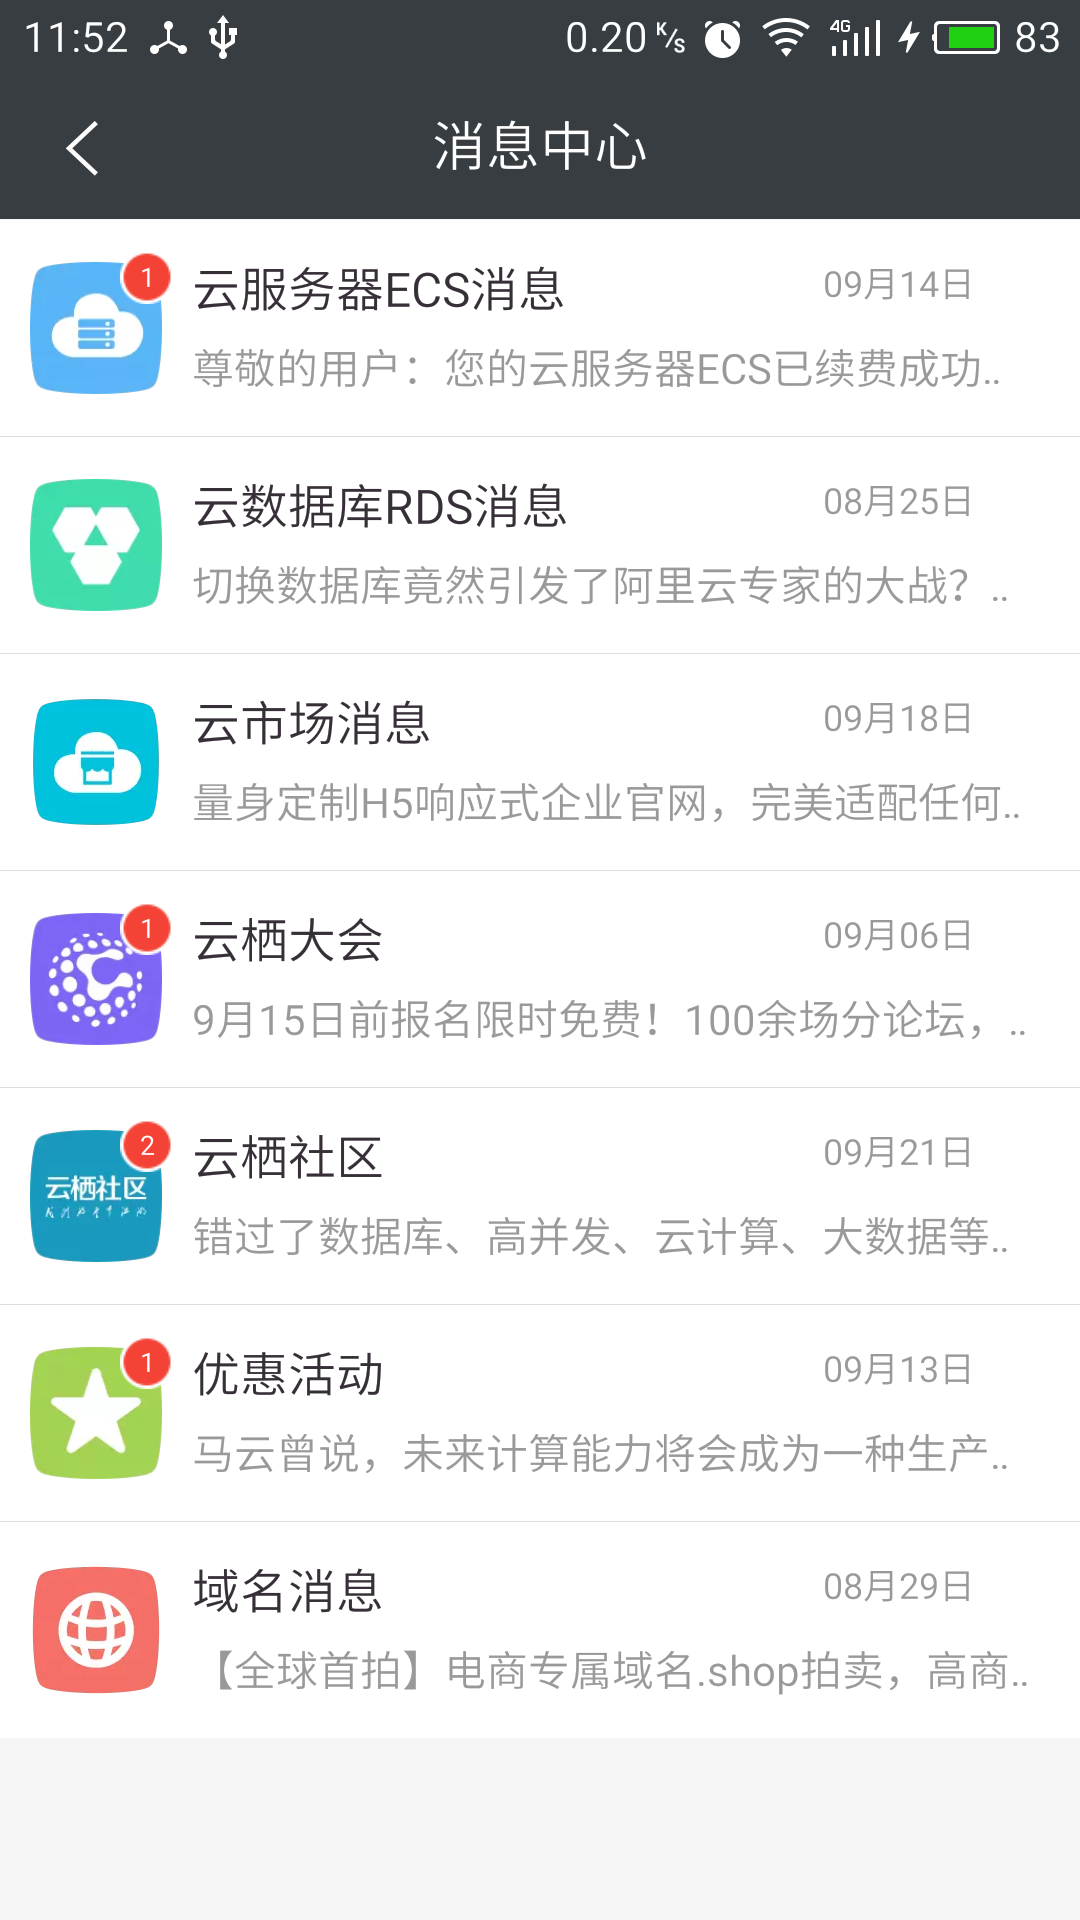 11:52 0.20 K/s 4G 83
消息中心
1
云服务器ECS消息 09月14日
尊敬的用户：您的云服务器ECS已续费成功..
云数据库RDS消息 08月25日
切换数据库竟然引发了阿里云专家的大战？..
云市场消息 09月18日
量身定制H5响应式企业官网，完美适配任何..
1
云栖大会 09月06日
9月15日前报名限时免费！100余场分论坛，..
2
云栖社区 09月21日
云栖社区
错过了数据库、高并发、云计算、大数据等..
1
优惠活动 09月13日
马云曾说，未来计算能力将会成为一种生产..
域名消息 08月29日
【全球首拍】电商专属域名.shop拍卖，高商..